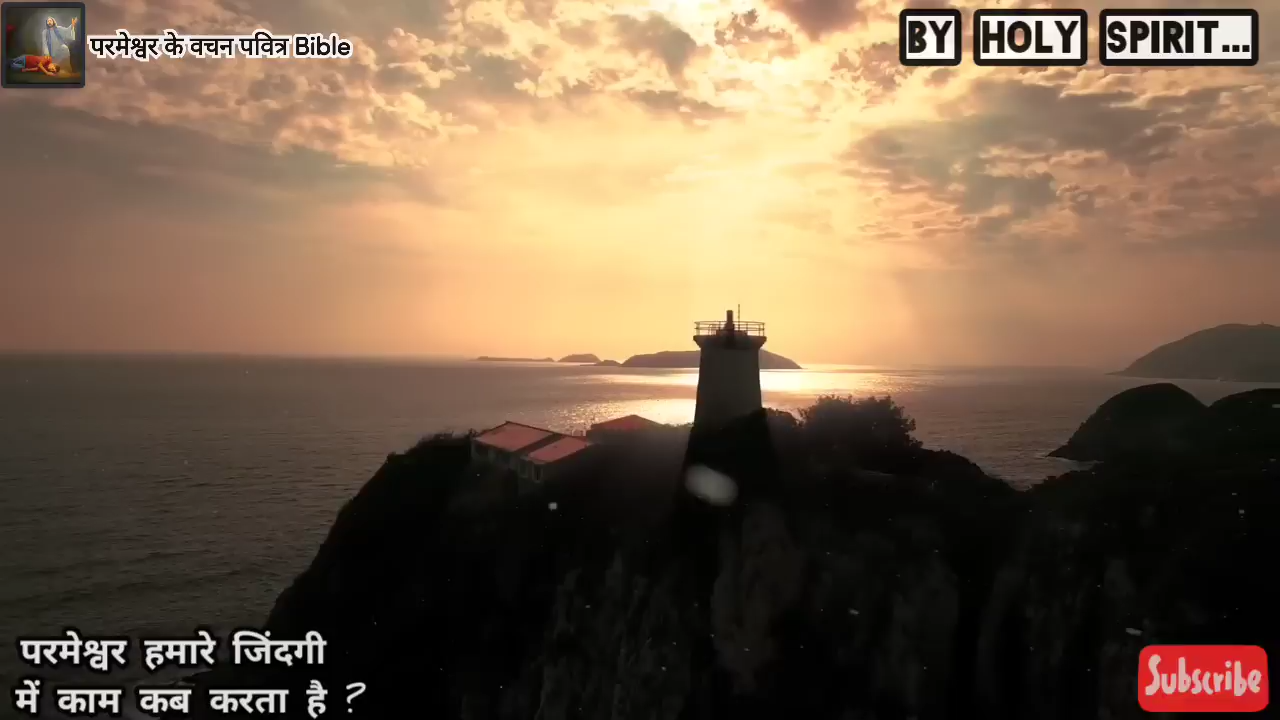 परमेश्वर के वचन पवित्र Bible
BY HOLY SPIRIT...
परमेश्वर हमारे जिंदगी
में काम कब करता है ?
Subscribe